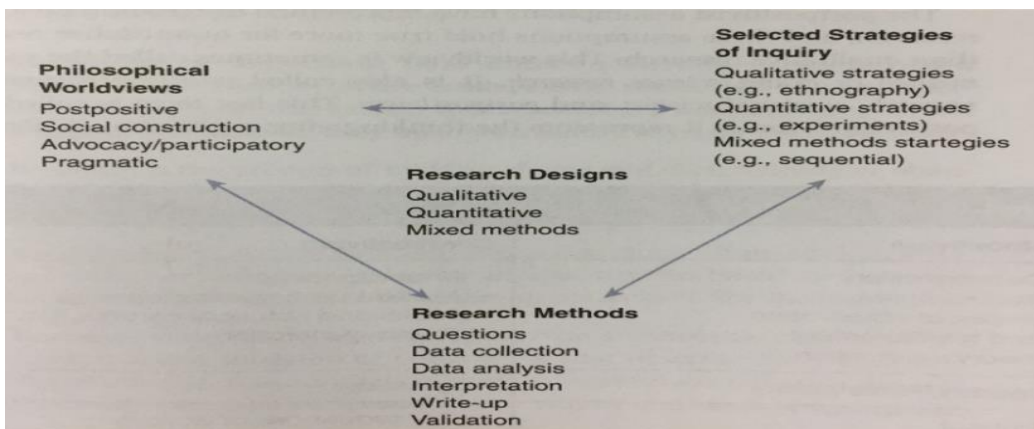 Philosophical
Worldviews
Postpositive
Social construction
Advocacy/participatory
Pragmatic
Selected Strategies
of Inquiry
Qualitative strategies
(e.g., ethnography)
Quantitative strategies
(e.g., experiments)
Mixed methods startegies
(e.g., sequential)
Research Designs
Qualitative
Quantitative
Mixed methods
Research Methods
Questions
Data collection
Data analysis
Interpretation
Write-up
Validation